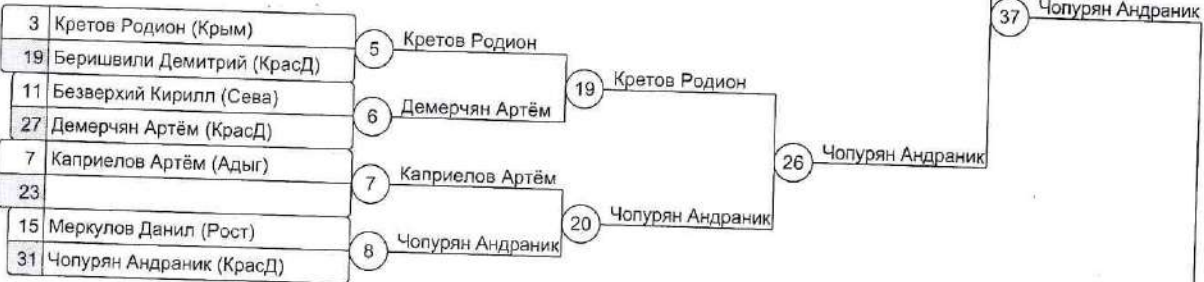 37 Чопурян Андраник
3 Кретов Родион (Крым)
5 Кретов Родион
19 Беришвили Демитрий (КрасД)
19 Кретов Родион
11 Безверхий Кирилл (Сева)
6 Демерчян Артём
27 Демерчян Артём (КрасД)
26 Чопурян Андраник
7 Каприелов Артём (Адыг)
7 Каприелов Артём
23
20 Чопурян Андраник
15 Меркулов Данил (Рост)
8 Чопурян Андраник
31 Чопурян Андраник (КрасД)